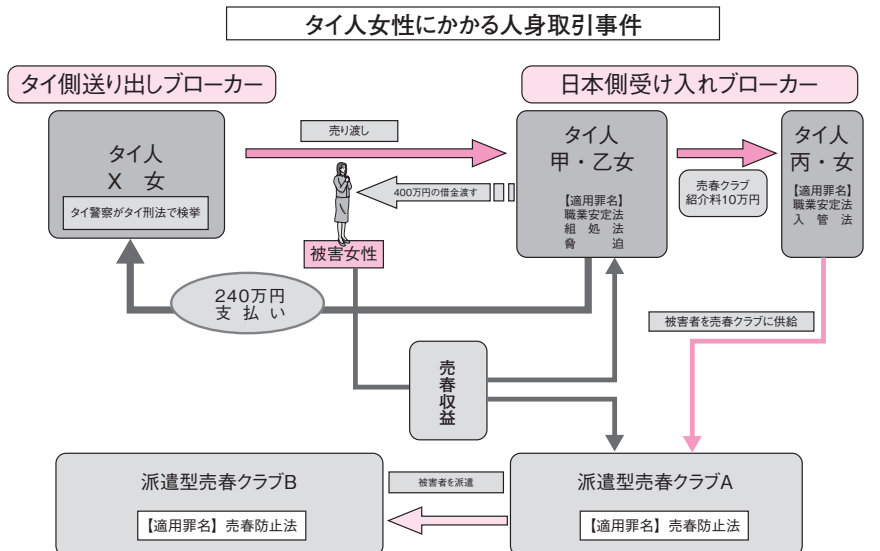 タイ人女性にかかる人身取引事件
タイ側送り出しブローカー
日本側受け入れブローカー
タイ人
X 女
タイ警察がタイ刑法で検挙
売り渡し
400万円の借金渡す
被害女性
タイ人
甲・乙女
【適用罪名】
職業安定法
組処法
脅迫
売春クラブ
紹介料10万円
タイ人
丙・女
【適用罪名】
職業安定法
入管法
240万円
支払い
被害者を売春クラブに供給
売春収益
派遣型売春クラブB
【適用罪名】売春防止法
被害者を派遣
派遣型売春クラブA
【適用罪名】売春防止法